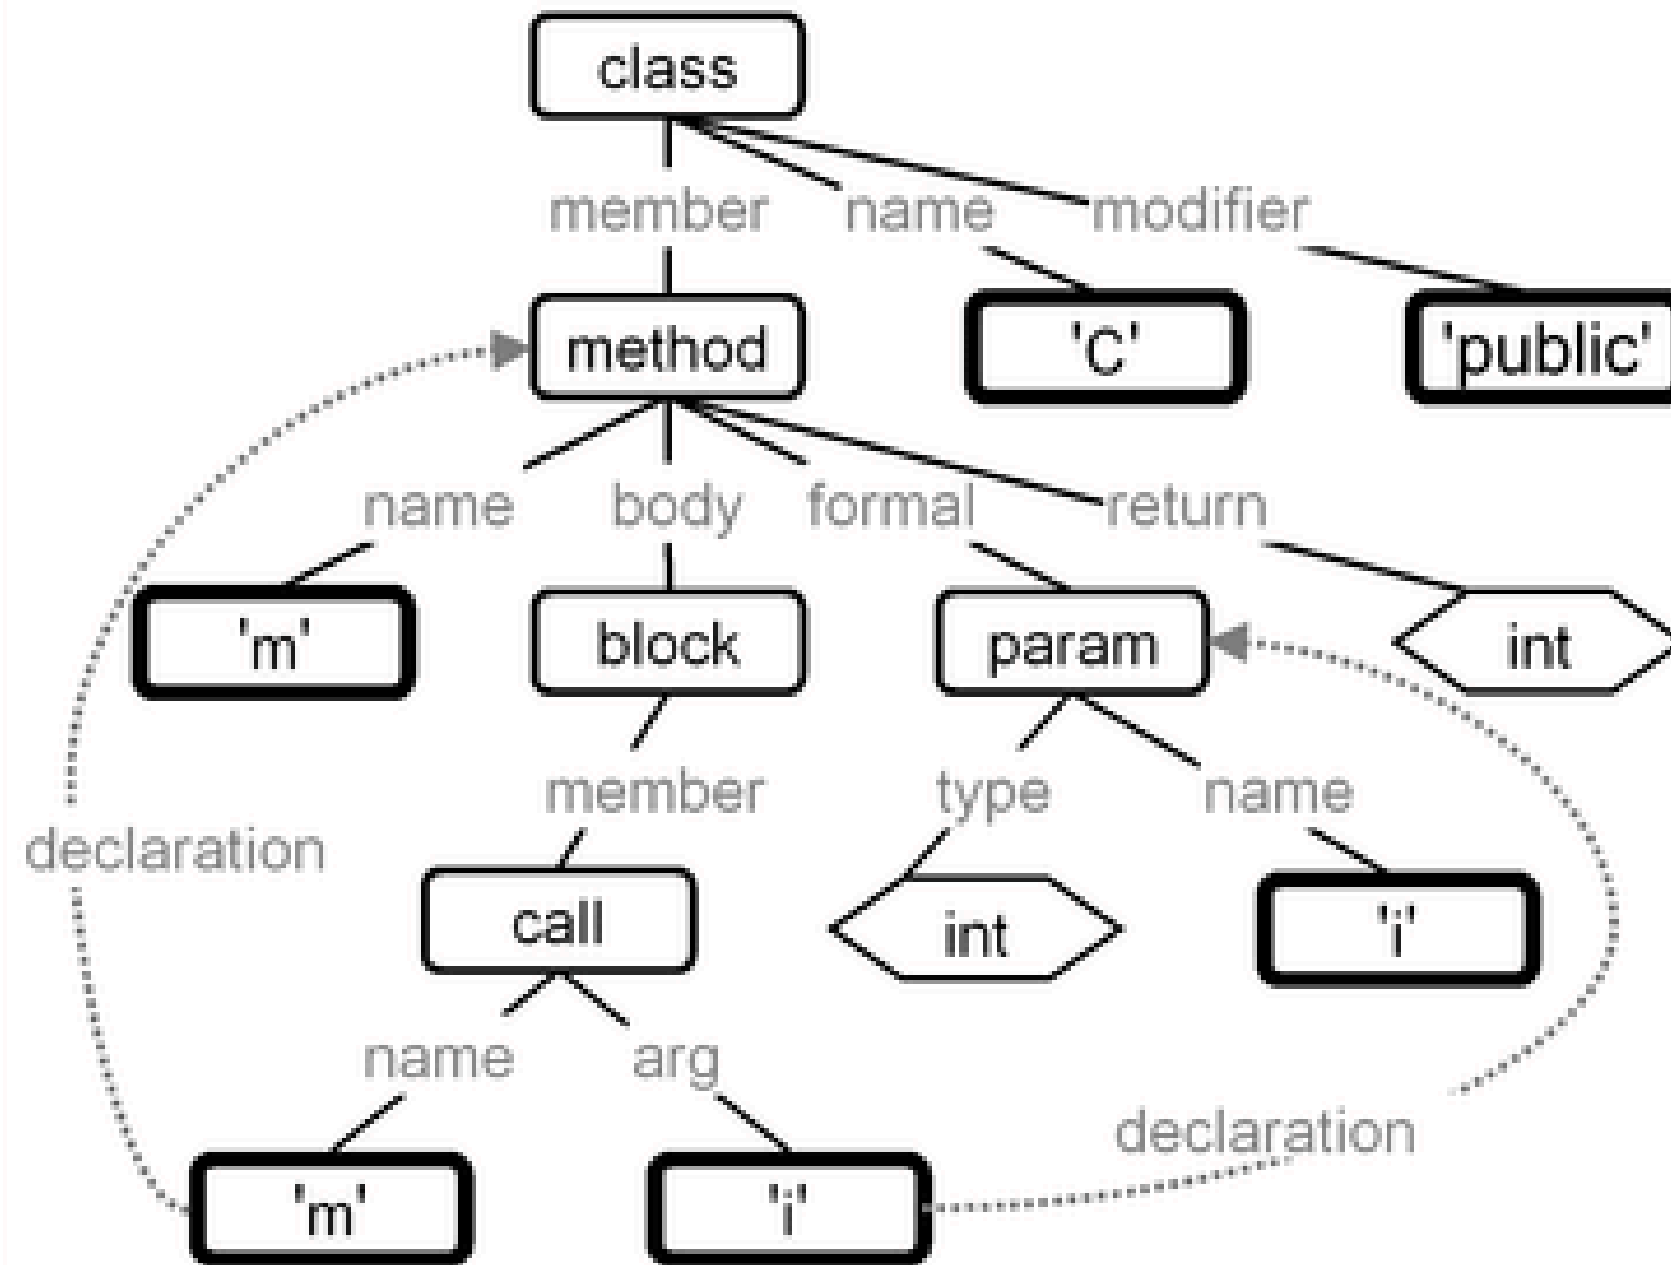 class
member name modifier
method 'C' 'public'
name body formal return
'm' block param int
member type name
declaration
call int 'i'
name arg
declaration
'm' 'i'